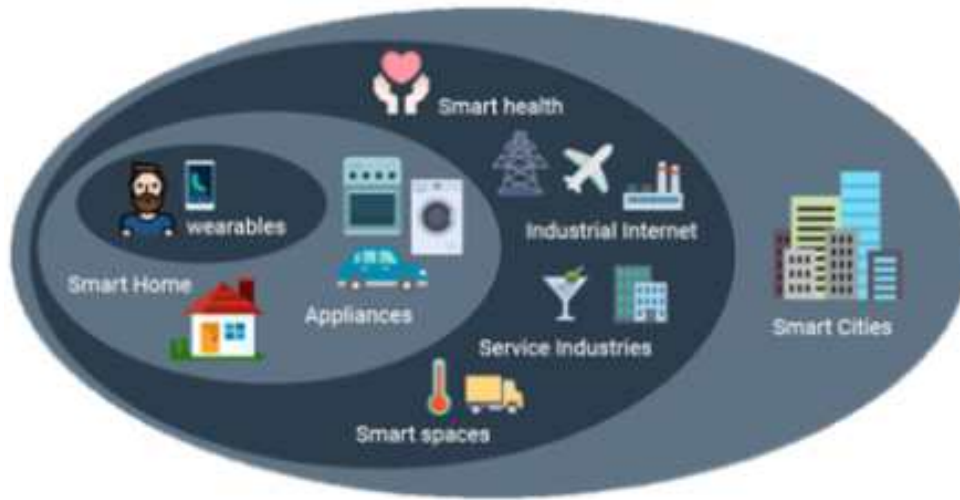 Smart health
wearables
Industrial Internet
Smart Home
Appliances
Smart Cities
Service Industries
Smart spaces